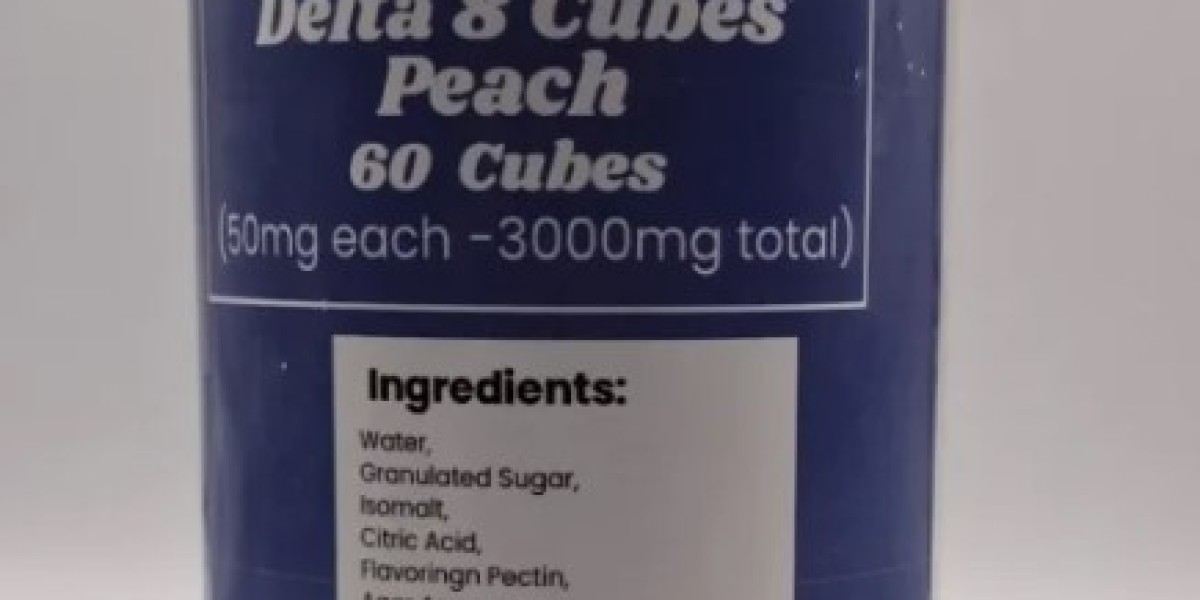 Delta 8 Cubes
Peach
60 Cubes
(50mg each -3000mg total)
Ingredients:
Water,
Granulated Sugar,
Isomalt,
Citric Acid,
Flavoringn Pectin,